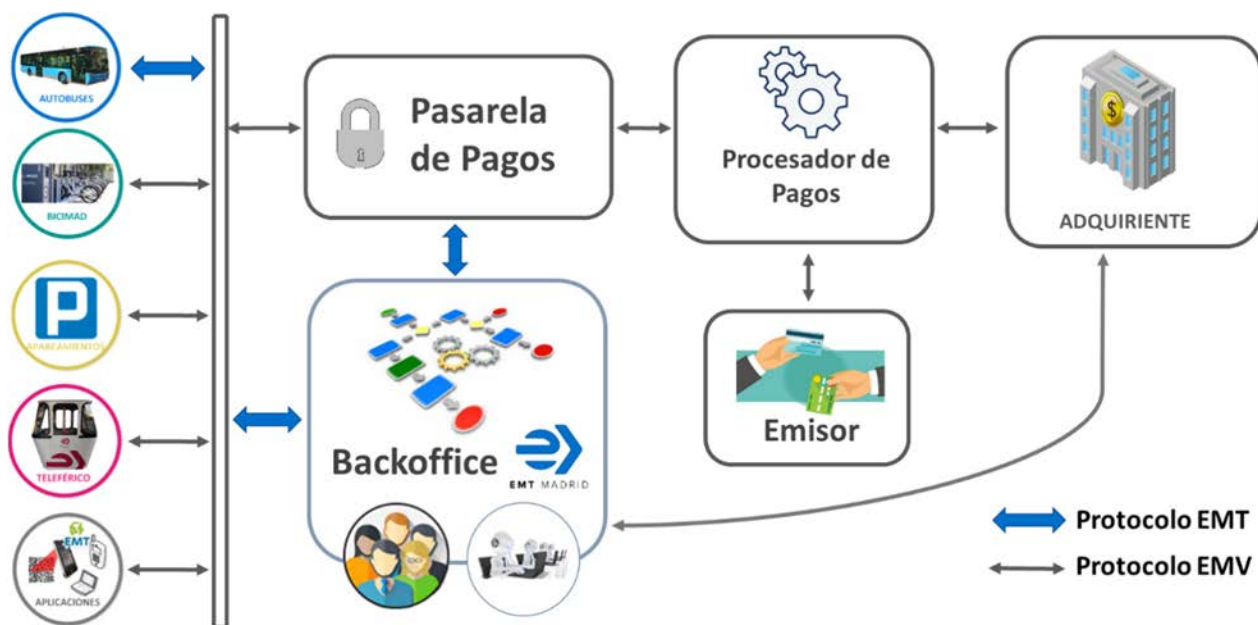 AUTOBUSES
BICIMAD
P
APARCAMIENTOS
TELEFÉRICO
EMT
APLICACIONES
Pasarela
de Pagos
Procesador de
Pagos
$
ADQUIRIENTE
Backoffice
EMT MADRID
Emisor
Protocolo EMT
Protocolo EMV